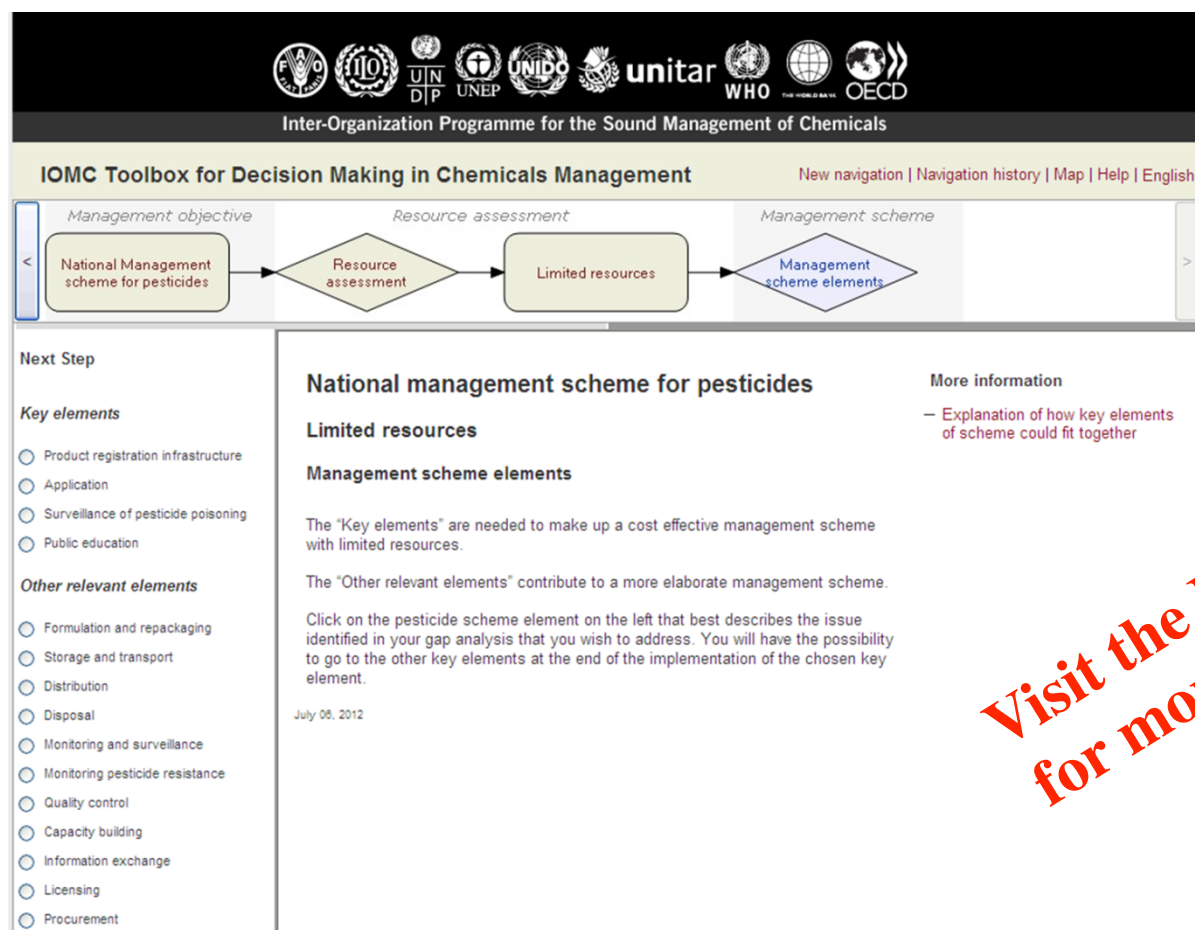 FAO
FIAT PANIS
ILO
UN
DP
UNEP
UNIDO
unitar
WHO
THE WORLD BANK
OECD
Inter-Organization Programme for the Sound Management of Chemicals
IOMC Toolbox for Decision Making in Chemicals Management
New navigation | Navigation history | Map | Help | English
Management objective
Resource assessment
Management scheme
<
National Management
scheme for pesticides
Resource
assessment
Limited resources
Management
scheme elements
>
Next Step
Key elements
Product registration infrastructure
Application
Surveillance of pesticide poisoning
Public education
Other relevant elements
Formulation and repackaging
Storage and transport
Distribution
Disposal
Monitoring and surveillance
Monitoring pesticide resistance
Quality control
Capacity building
Information exchange
Licensing
Procurement
National management scheme for pesticides
Limited resources
Management scheme elements
The “Key elements” are needed to make up a cost effective management scheme
with limited resources.
The “Other relevant elements” contribute to a more elaborate management scheme.
Click on the pesticide scheme element on the left that best describes the issue
identified in your gap analysis that you wish to address. You will have the possibility
to go to the other key elements at the end of the implementation of the chosen key
element.
July 06, 2012
More information
– Explanation of how key elements
of scheme could fit together
Visit the
for